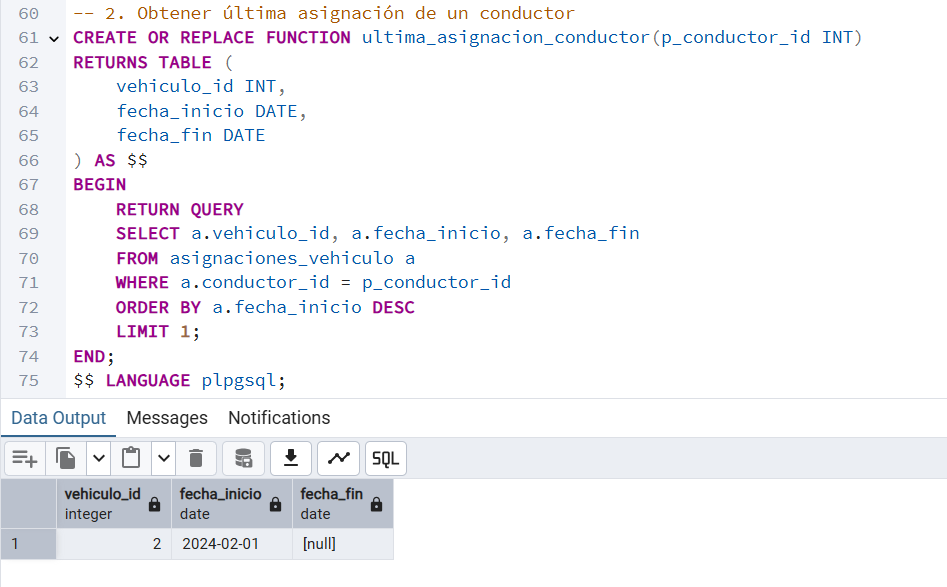 60 -- 2. Obtener última asignación de un conductor
61 CREATE OR REPLACE FUNCTION ultima_asignacion_conductor(p_conductor_id INT)
62 RETURNS TABLE (
63 vehiculo_id INT,
64 fecha_inicio DATE,
65 fecha_fin DATE
66 ) AS $$
67 BEGIN
68 RETURN QUERY
69 SELECT a.vehiculo_id, a.fecha_inicio, a.fecha_fin
70 FROM asignaciones_vehiculo a
71 WHERE a.conductor_id = p_conductor_id
72 ORDER BY a.fecha_inicio DESC
73 LIMIT 1;
74 END;
75 $$ LANGUAGE plpgsql;
Data Output Messages Notifications
SQL
vehiculo_id fecha_inicio fecha_fin
integer date date
1 2 2024-02-01 [null]